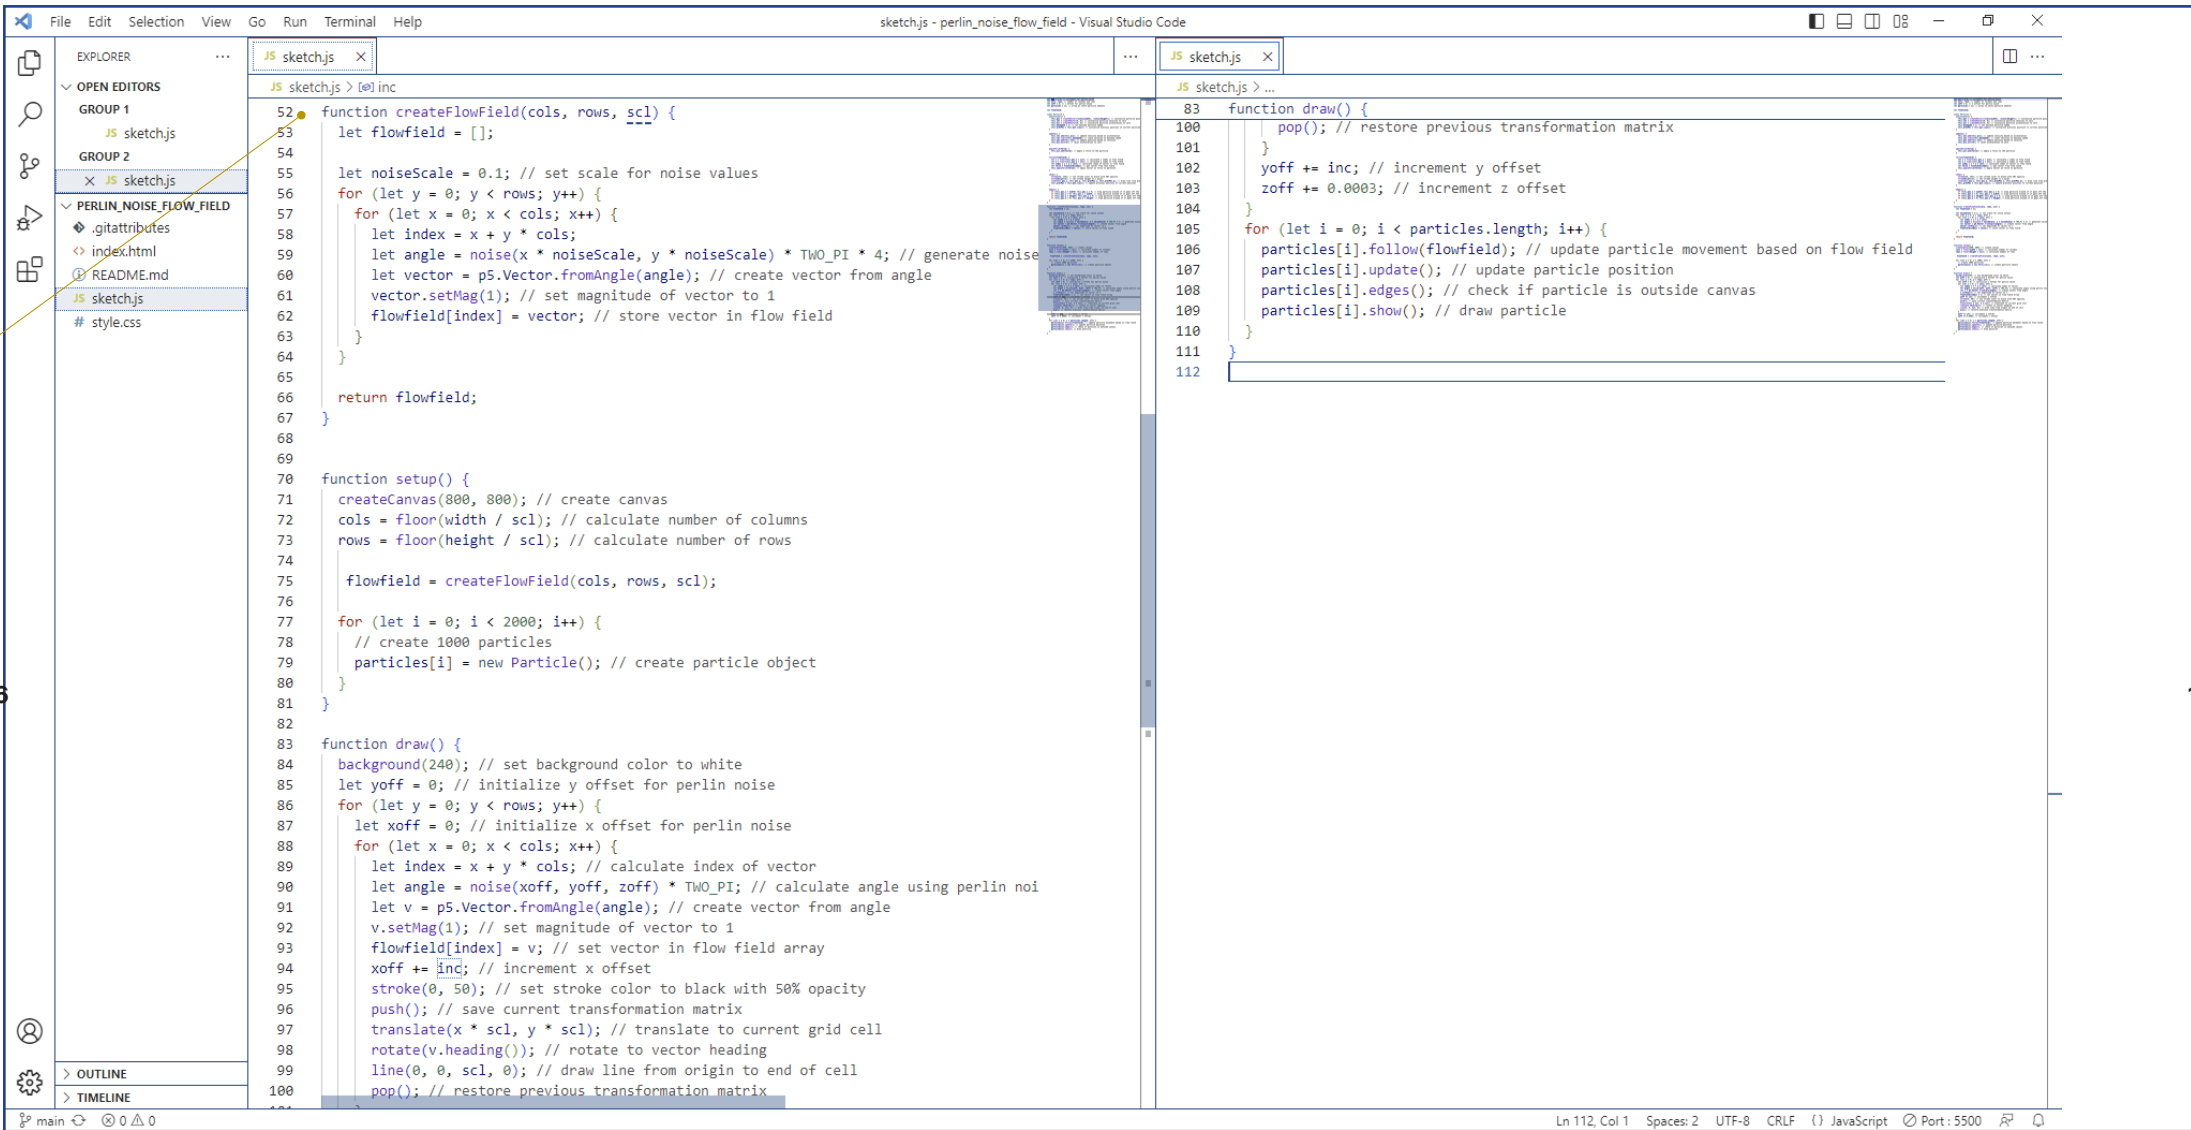 File Edit Selection View Go Run Terminal Help
sketch.js - perlin_noise_flow_field - Visual Studio Code
EXPLORER
OPEN EDITORS
GROUP 1
JS sketch.js
GROUP 2
JS sketch.js
PERLIN_NOISE_FLOW_FIELD
.gitattributes
<> index.html
README.md
JS sketch.js
# style.css
OUTLINE
TIMELINE
JS sketch.js
JS sketch.js > inc
52 function createFlowField(cols, rows, scl) {
53 let flowfield = [];
54
55 let noiseScale = 0.1; // set scale for noise values
56 for (let y = 0; y < rows; y++) {
57 for (let x = 0; x < cols; x++) {
58 let index = x + y * cols;
59 let angle = noise(x * noiseScale, y * noiseScale) * TWO_PI * 4; // generate noise
60 let vector = p5.Vector.fromAngle(angle); // create vector from angle
61 vector.setMag(1); // set magnitude of vector to 1
62 flowfield[index] = vector; // store vector in flow field
63 }
64 }
65
66 return flowfield;
67 }
68
69
70 function setup() {
71 createCanvas(800, 800); // create canvas
72 cols = floor(width / scl); // calculate number of columns
73 rows = floor(height / scl); // calculate number of rows
74
75 flowfield = createFlowField(cols, rows, scl);
76
77 for (let i = 0; i < 2000; i++) {
78 // create 1000 particles
79 particles[i] = new Particle(); // create particle object
80 }
81 }
82
83 function draw() {
84 background(240); // set background color to white
85 let yoff = 0; // initialize y offset for perlin noise
86 for (let y = 0; y < rows; y++) {
87 let xoff = 0; // initialize x offset for perlin noise
88 for (let x = 0; x < cols; x++) {
89 let index = x + y * cols; // calculate index of vector
90 let angle = noise(xoff, yoff, zoff) * TWO_PI; // calculate angle using perlin noi
91 let v = p5.Vector.fromAngle(angle); // create vector from angle
92 v.setMag(1); // set magnitude of vector to 1
93 flowfield[index] = v; // set vector in flow field array
94 xoff += inc; // increment x offset
95 stroke(0, 50); // set stroke color to black with 50% opacity
96 push(); // save current transformation matrix
97 translate(x * scl, y * scl); // translate to current grid cell
98 rotate(v.heading()); // rotate to vector heading
99 line(0, 0, scl, 0); // draw line from origin to end of cell
100 pop(); // restore previous transformation matrix
JS sketch.js
JS sketch.js > ...
83 function draw() {
100 pop(); // restore previous transformation matrix
101 }
102 yoff += inc; // increment y offset
103 zoff += 0.0003; // increment z offset
104 }
105 for (let i = 0; i < particles.length; i++) {
106 particles[i].follow(flowfield); // update particle movement based on flow field
107 particles[i].update(); // update particle position
108 particles[i].edges(); // check if particle is outside canvas
109 particles[i].show(); // draw particle
110 }
111 }
112
main 0 0
Ln 112, Col 1 Spaces: 2 UTF-8 CRLF {} JavaScript Port : 5500